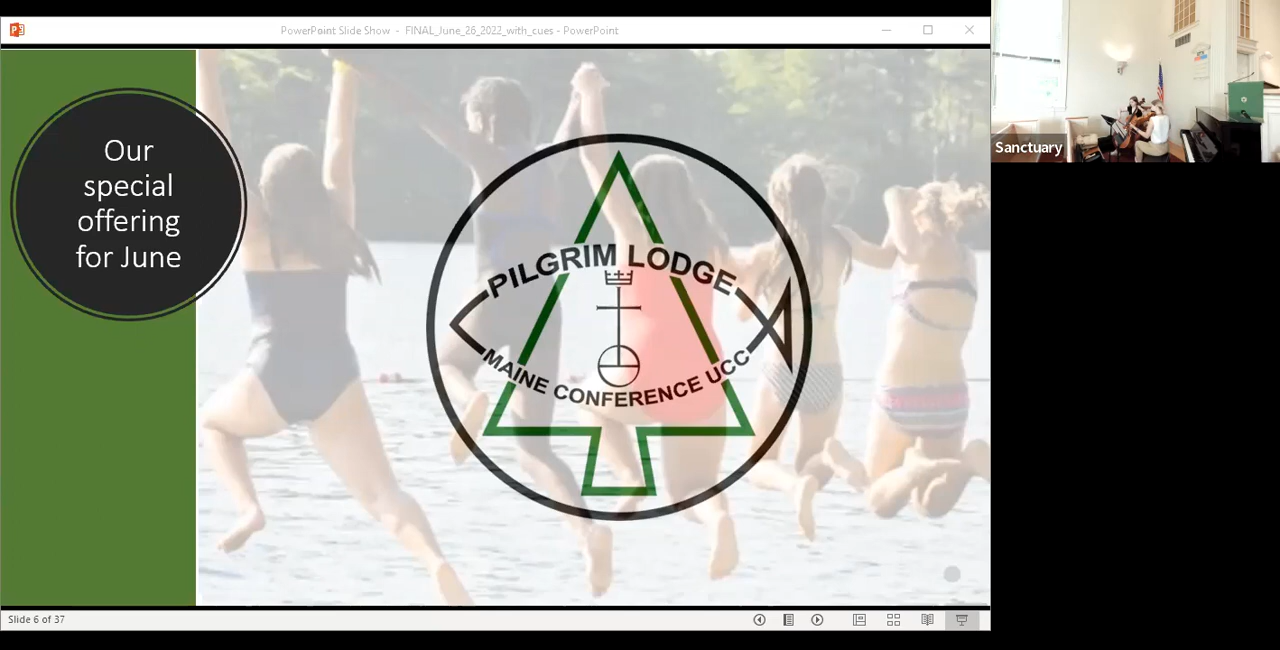 PowerPoint Slide Show - FINAL_June_26_2022_with_cues - PowerPoint
Our
special
offering
for June
PILGRIM LODGE
MAINE CONFERENCE UCC
Sanctuary
Slide 6 of 37